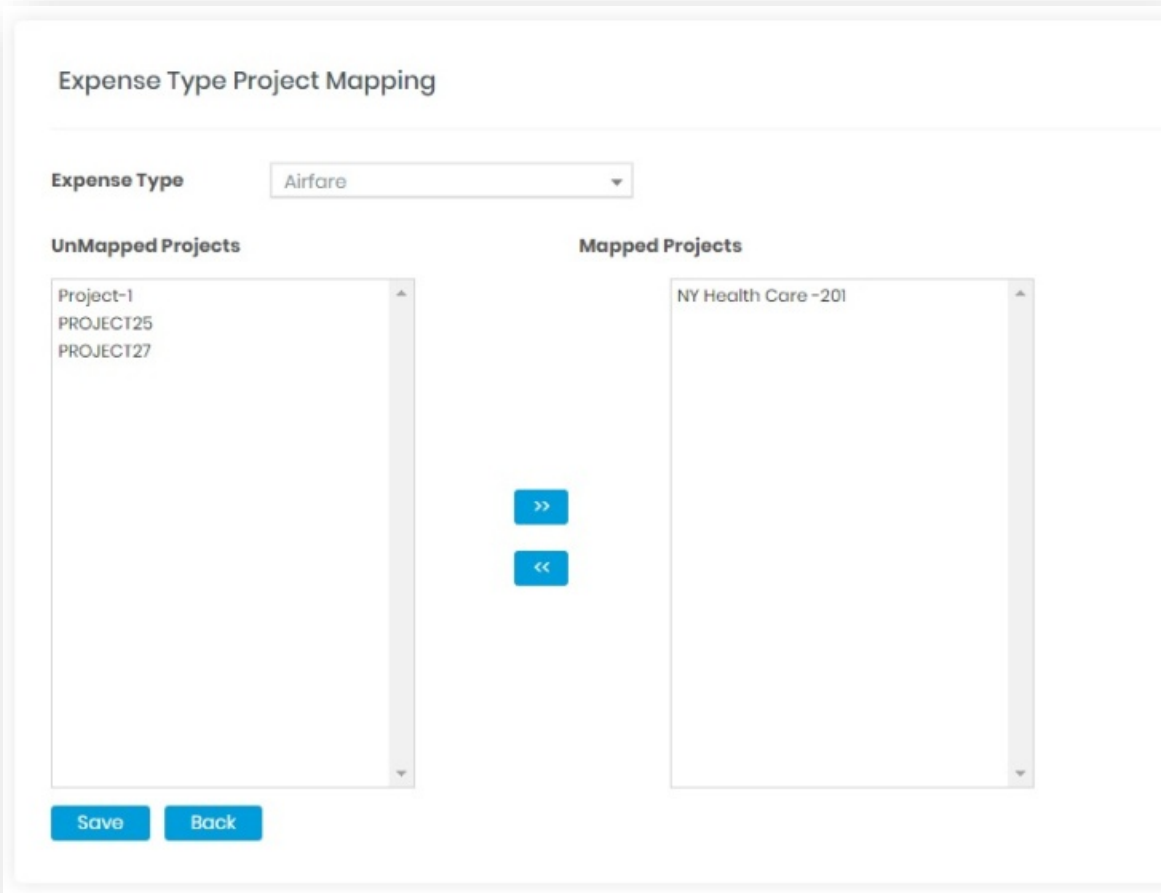 Expense Type Project Mapping
Expense Type
Airfare
UnMapped Projects
Mapped Projects
Project-1
PROJECT25
PROJECT27
NY Health Care -201
>>
<<
Save
Back